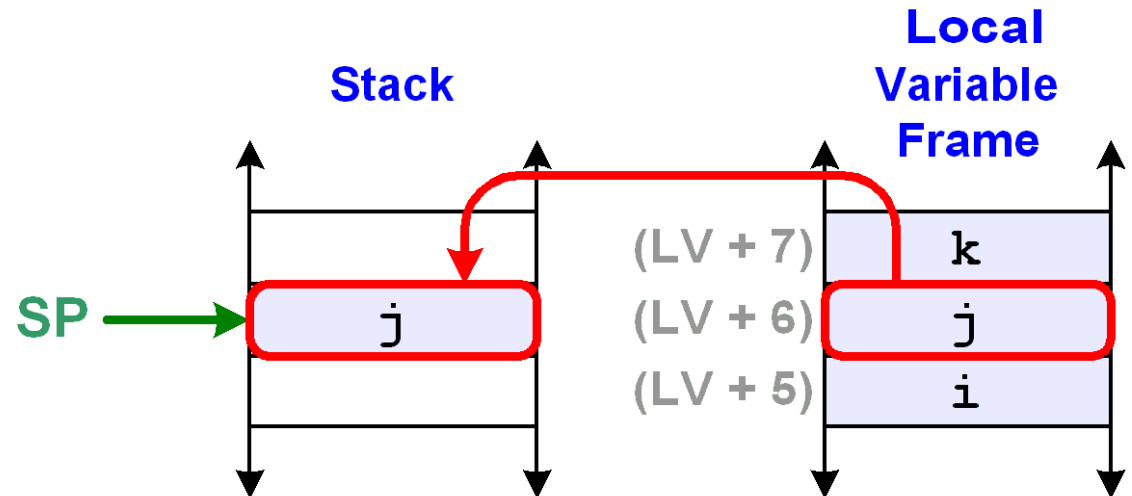 Stack
Local
Variable
Frame
(LV + 7)
k
SP
j
(LV + 6)
j
(LV + 5)
i